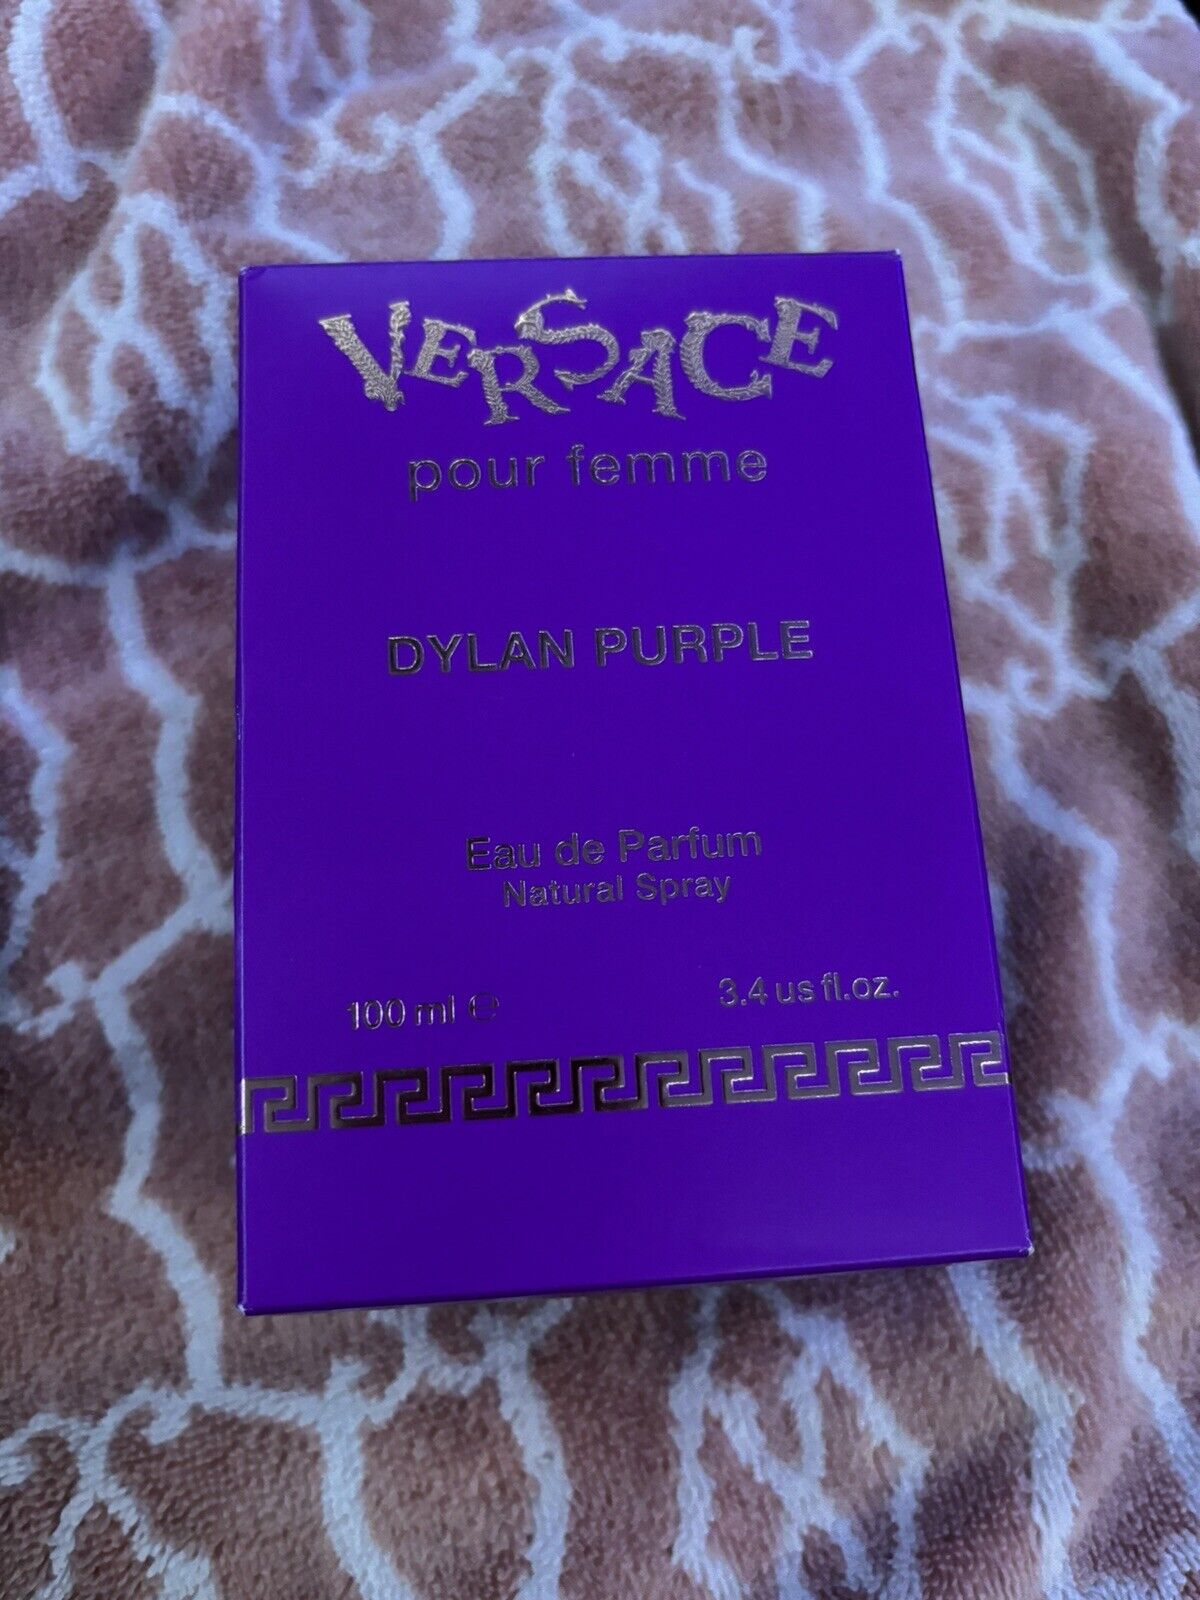 VERSACE
pour femme
DYLAN PURPLE
Eau de Parfum
Natural Spray
100 ml ℮ 3.4 us fl.oz.